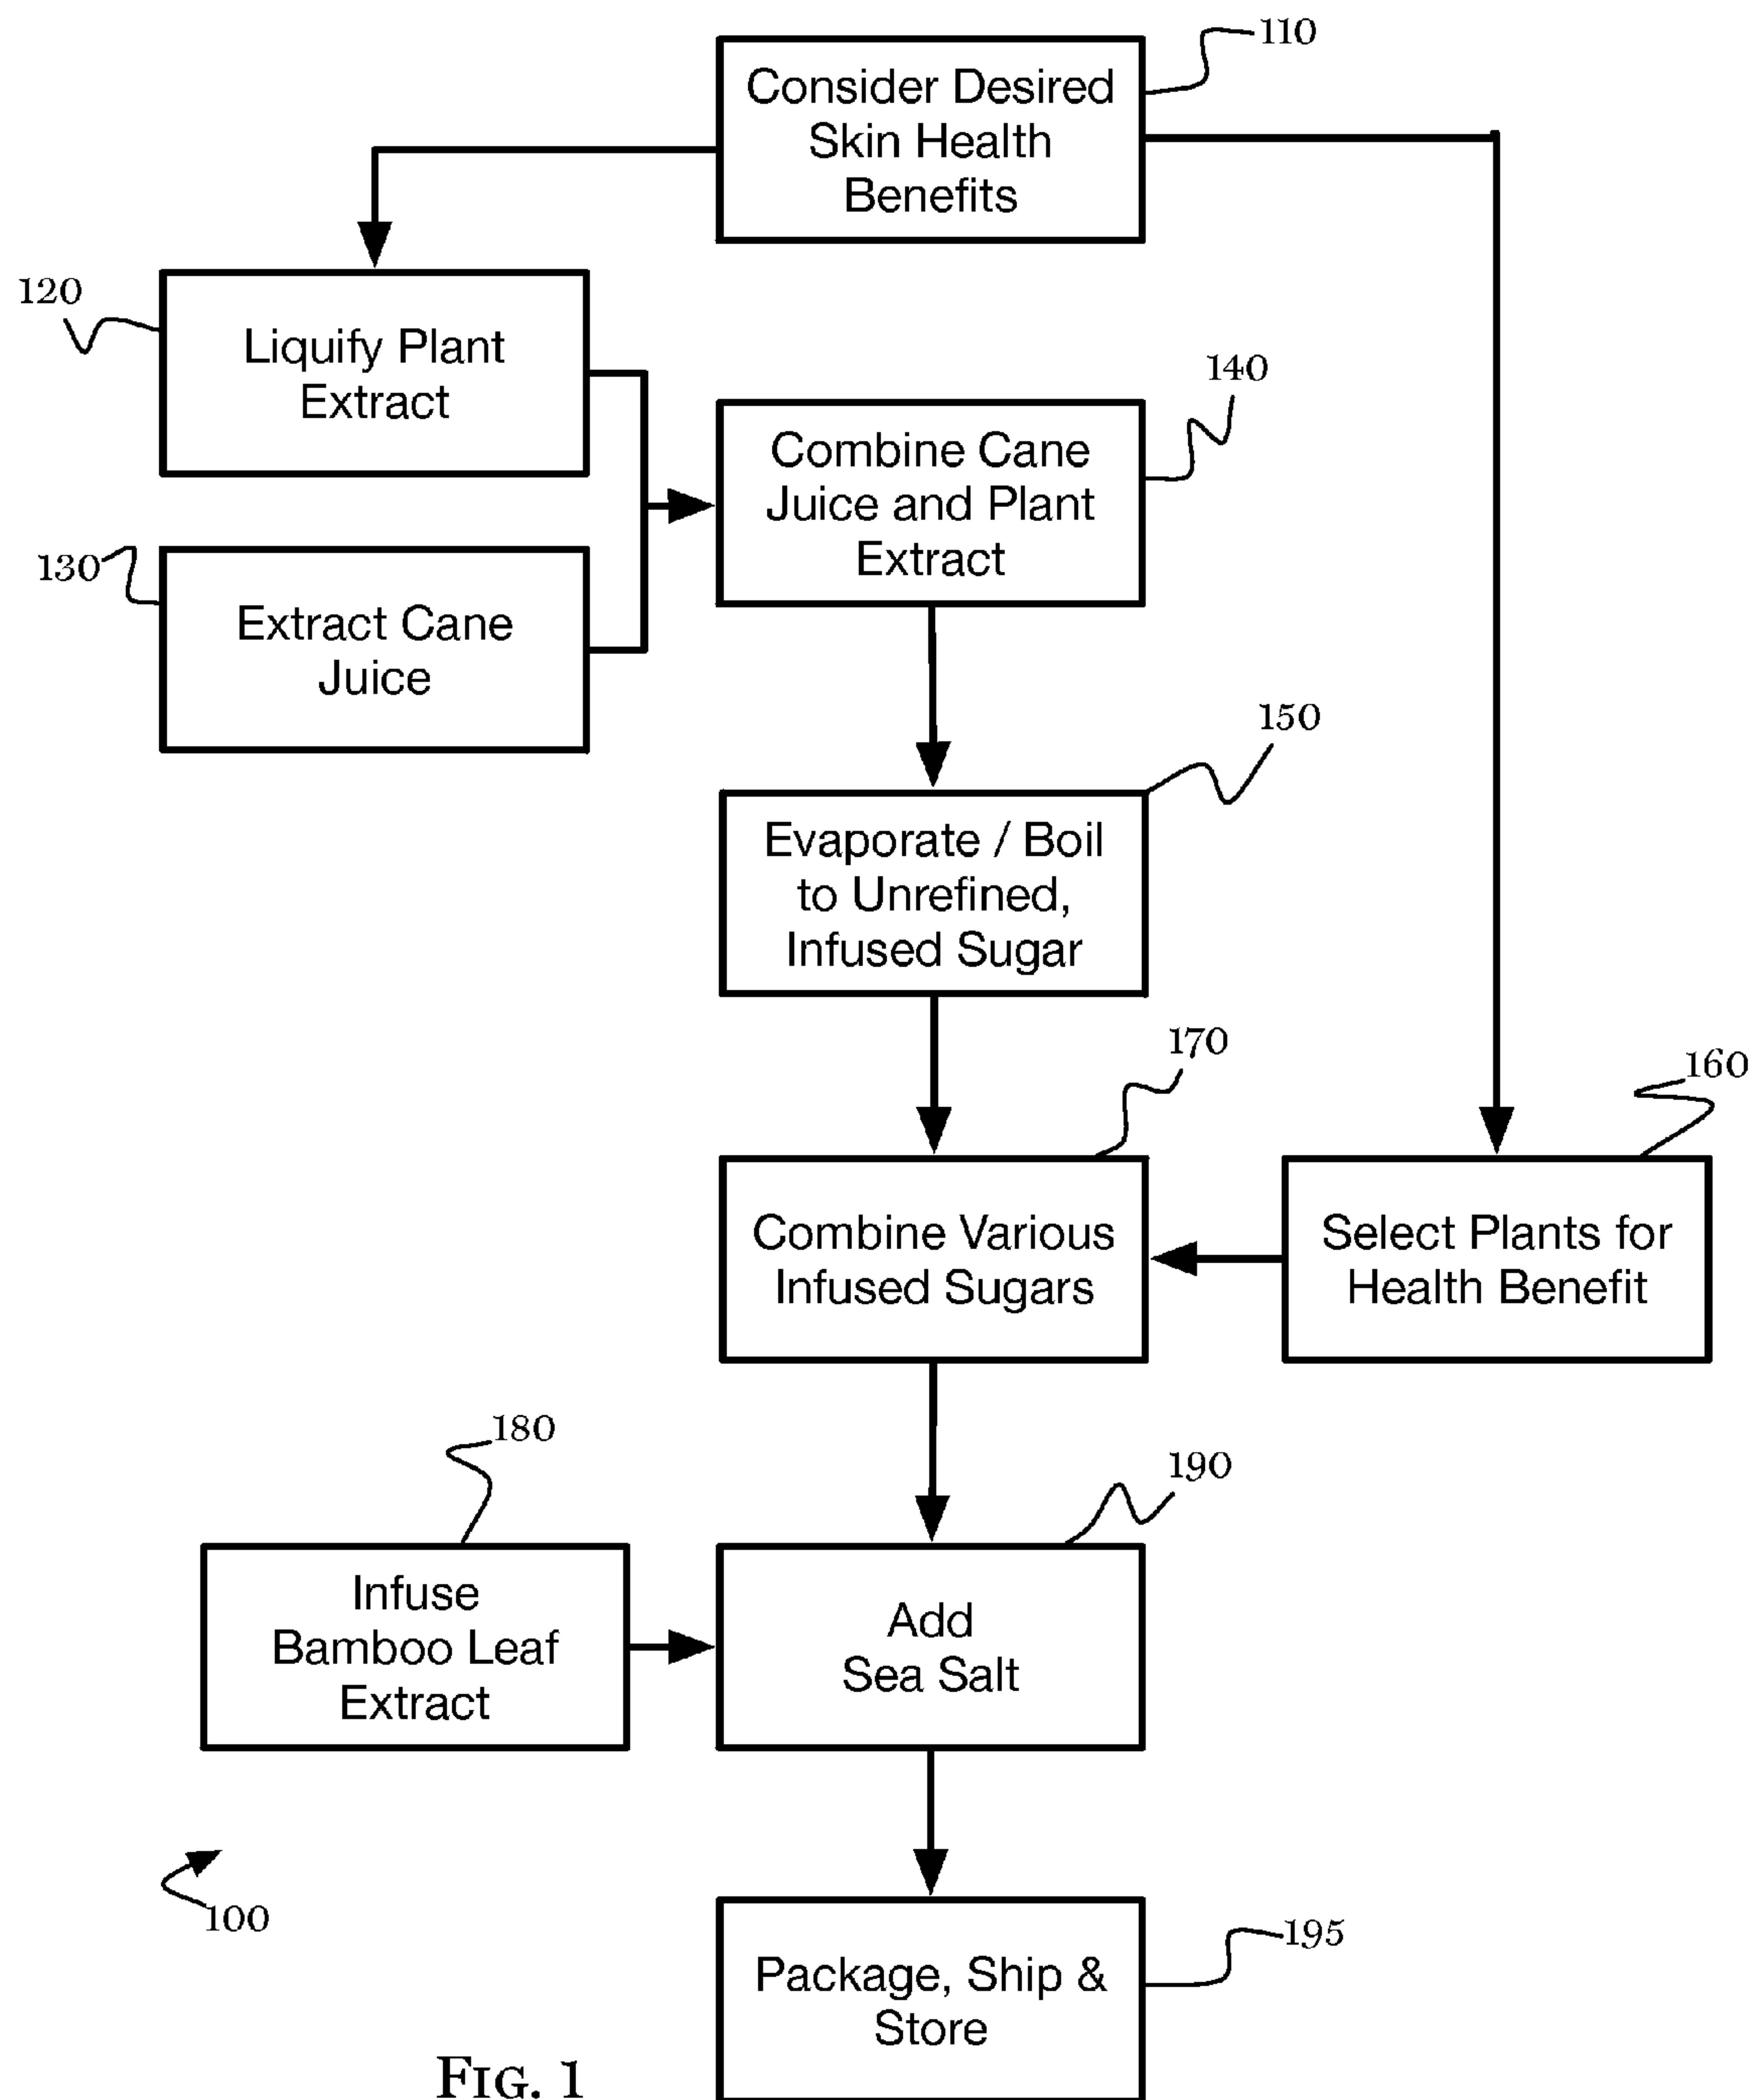 110
Consider Desired
Skin Health
Benefits
120
Liquify Plant
Extract
140
Combine Cane
Juice and Plant
Extract
130
Extract Cane
Juice
150
Evaporate / Boil
to Unrefined,
Infused Sugar
170
160
Combine Various
Infused Sugars
Select Plants for
Health Benefit
180
190
Infuse
Bamboo Leaf
Extract
Add
Sea Salt
100
195
Package, Ship &
Store
FIG. 1